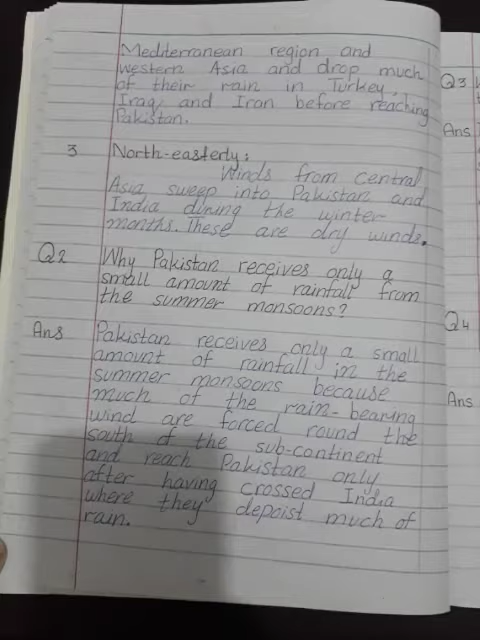 Mediterranean region and
western Asia and drop much
of their rain in Turkey,
Iraq and Iran before reaching
Pakistan.
3 North-easterly:
Winds from central
Asia sweep into Pakistan and
India during the winter
months. These are dry winds.
Q2 Why Pakistan receives only a
small amount of rainfall from
the summer monsoons?
Ans Pakistan receives only a small
amount of rainfall in the
summer monsoons because
much of the rain-bearing
wind are forced round the
south of the sub-continent
and reach Pakistan only
after having crossed India
where they depoist much of
rain.
Q3
Ans
Q4
Ans